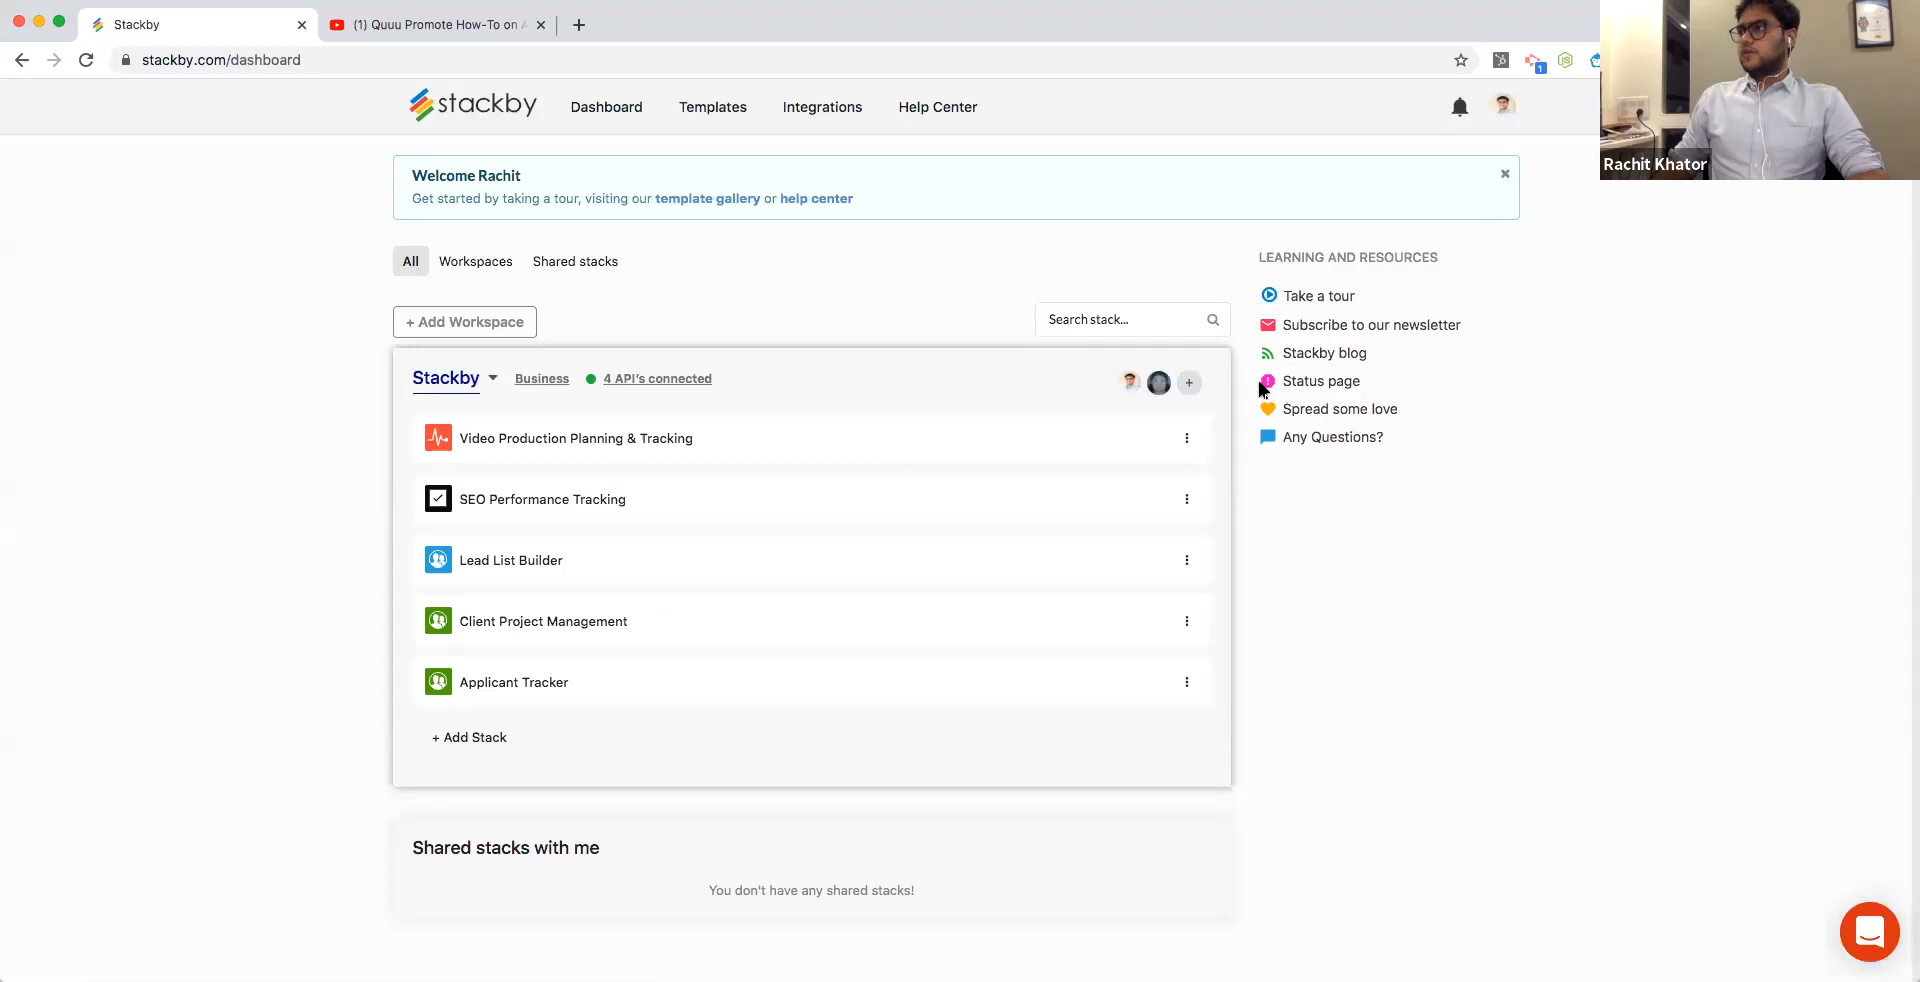 Stackby
(1) Quuu Promote How-To on A
stackby.com/dashboard
1
JS
stackby
Dashboard
Templates
Integrations
Help Center
Rachit Khator
Welcome Rachit
Get started by taking a tour, visiting our template gallery or help center
All
Workspaces
Shared stacks
LEARNING AND RESOURCES
Take a tour
Subscribe to our newsletter
Stackby blog
Status page
Spread some love
Any Questions?
+ Add Workspace
Search stack...
Stackby
Business
4 API's connected
+
Video Production Planning & Tracking
SEO Performance Tracking
Lead List Builder
Client Project Management
Applicant Tracker
+ Add Stack
Shared stacks with me
You don't have any shared stacks!